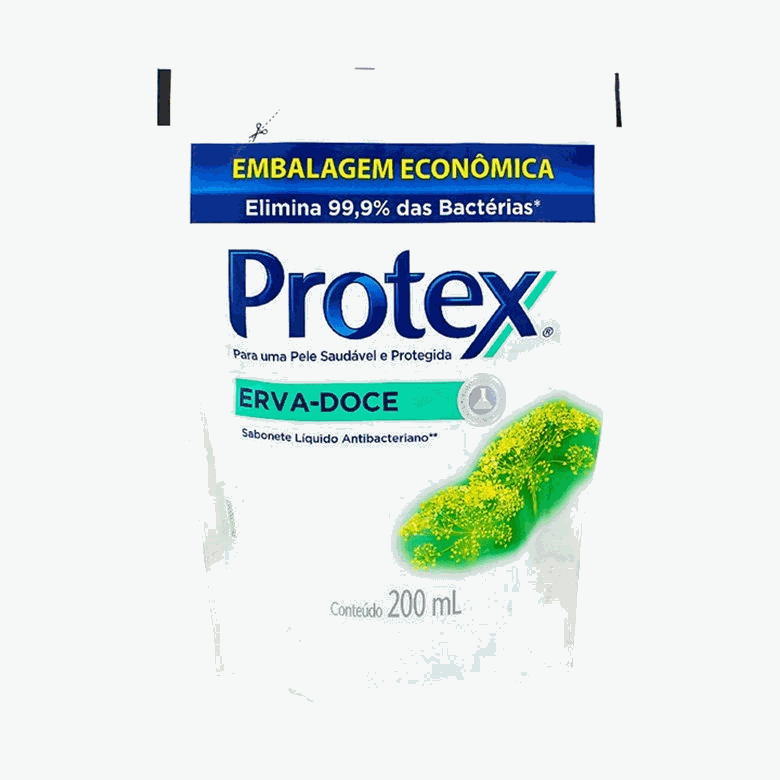 EMBALAGEM ECONÔMICA
Elimina 99,9% das Bactérias*
Protex®
Para uma Pele Saudável e Protegida
ERVA-DOCE
Sabonete Líquido Antibacteriano**
Conteúdo 200 mL